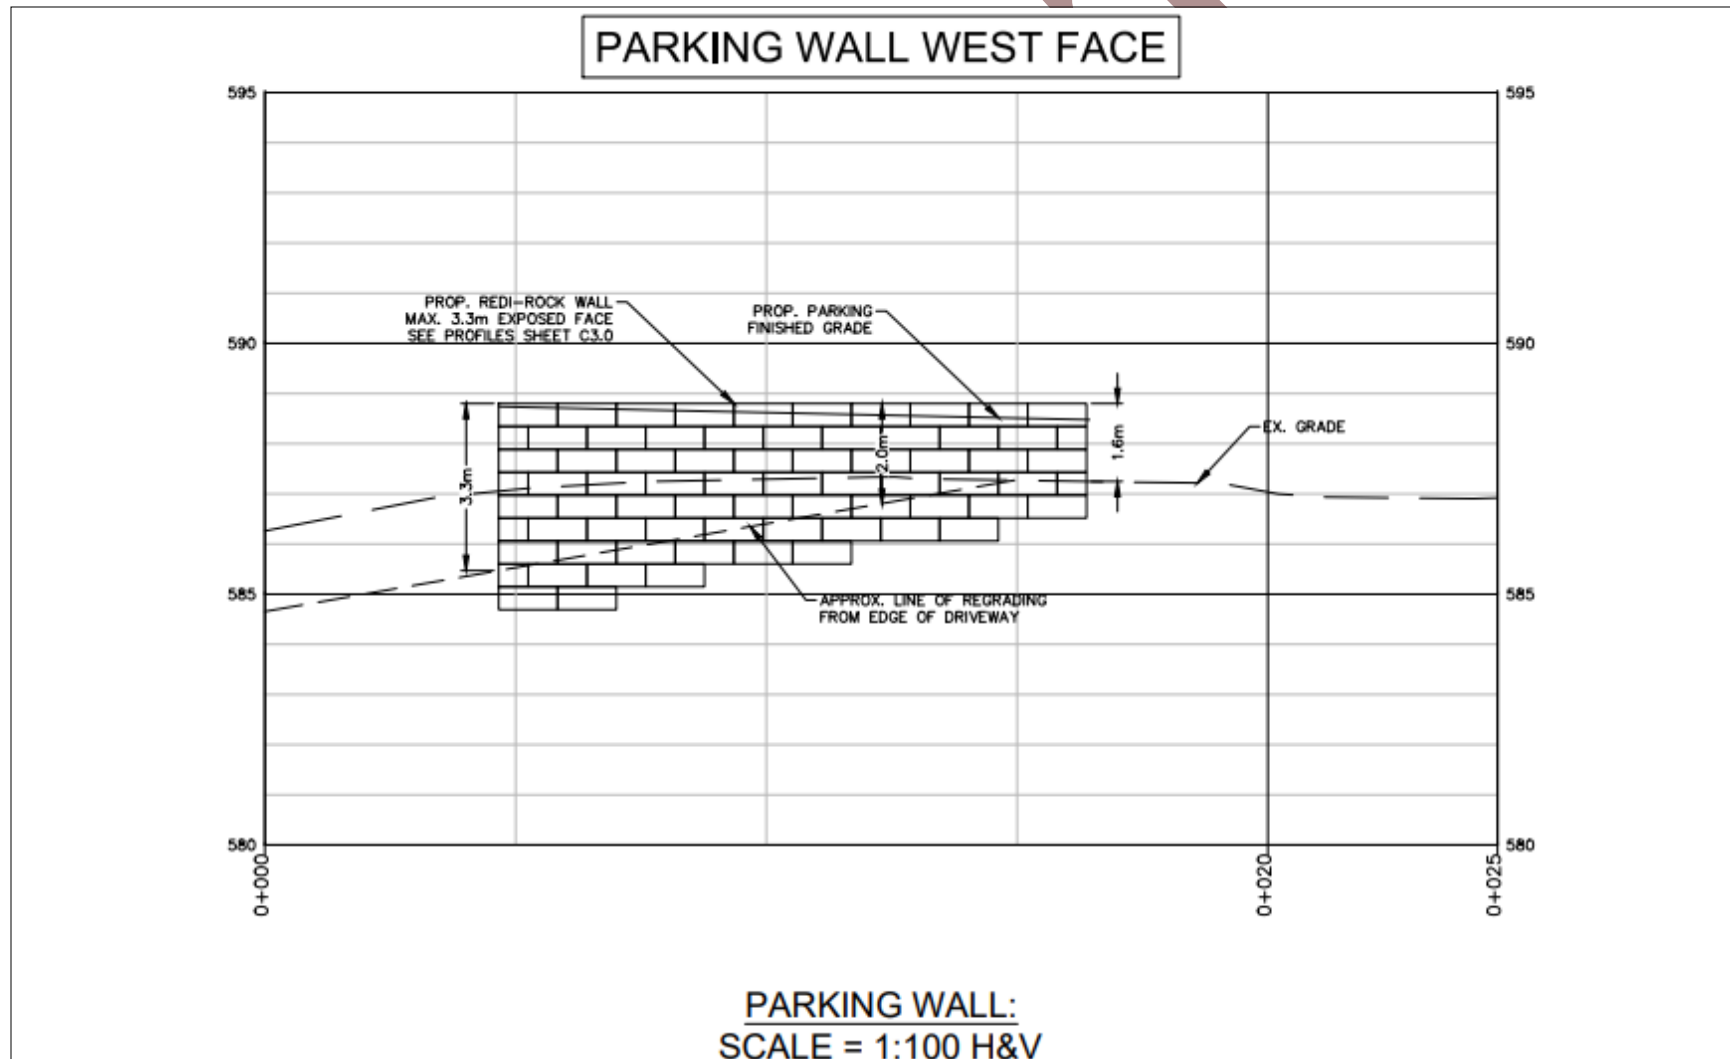 PARKING WALL WEST FACE
595
595
PROP. REDI-ROCK WALL
MAX. 3.3m EXPOSED FACE
SEE PROFILES SHEET C3.0
PROP. PARKING
FINISHED GRADE
590
590
3.3m
2.0m
1.6m
EX. GRADE
585
585
APPROX. LINE OF REGRADING
FROM EDGE OF DRIVEWAY
580
580
0+000
0+020
0+025
PARKING WALL:
SCALE = 1:100 H&V